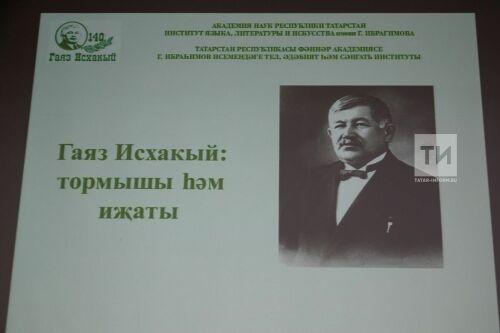 140
Гаяз Исхакый
АКАДЕМИЯ НАУК РЕСПУБЛИКИ ТАТАРСТАН
ИНСТИТУТ ЯЗЫКА, ЛИТЕРАТУРЫ И ИСКУССТВА имени Г. ИБРАГИМОВА
ТАТАРСТАН РЕСПУБЛИКАСЫ ФӘННӘР АКАДЕМИЯСЕ
Г. ИБРАҺИМОВ ИСЕМЕНДӘГЕ ТЕЛ, ӘДӘБИЯТ ҺӘМ СӘНГАТЬ ИНСТИТУТЫ
Гаяз Исхакый:
тормышы һәм
иҗаты
ТИ
TATAR-INFORM.RU